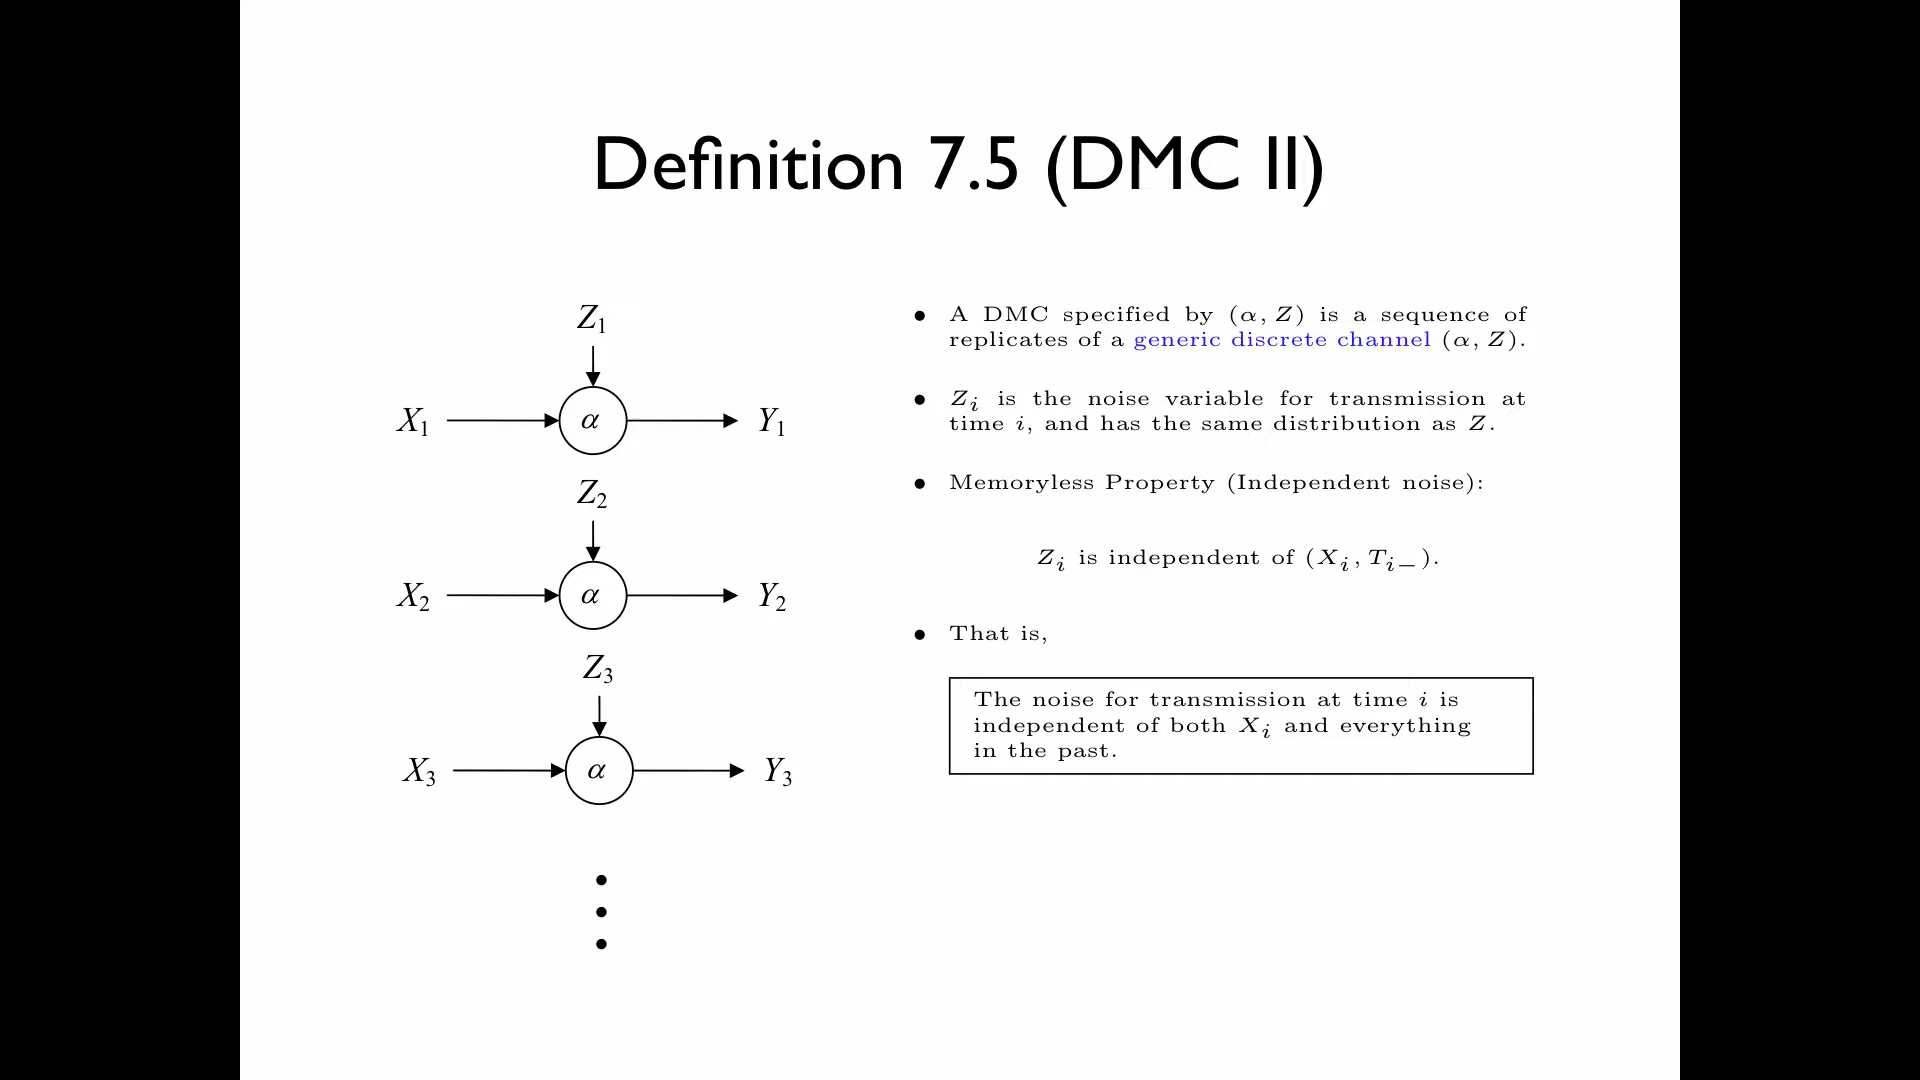 Definition 7.5 (DMC II)
Z₁
X₁ α Y₁
Z₂
X₂ α Y₂
Z₃
X₃ α Y₃
• A DMC specified by (α, Z) is a sequence of
replicates of a generic discrete channel (α, Z).
• Zᵢ is the noise variable for transmission at
time i, and has the same distribution as Z.
• Memoryless Property (Independent noise):
Zᵢ is independent of (Xᵢ, Tᵢ₋).
• That is,
The noise for transmission at time i is
independent of both Xᵢ and everything
in the past.